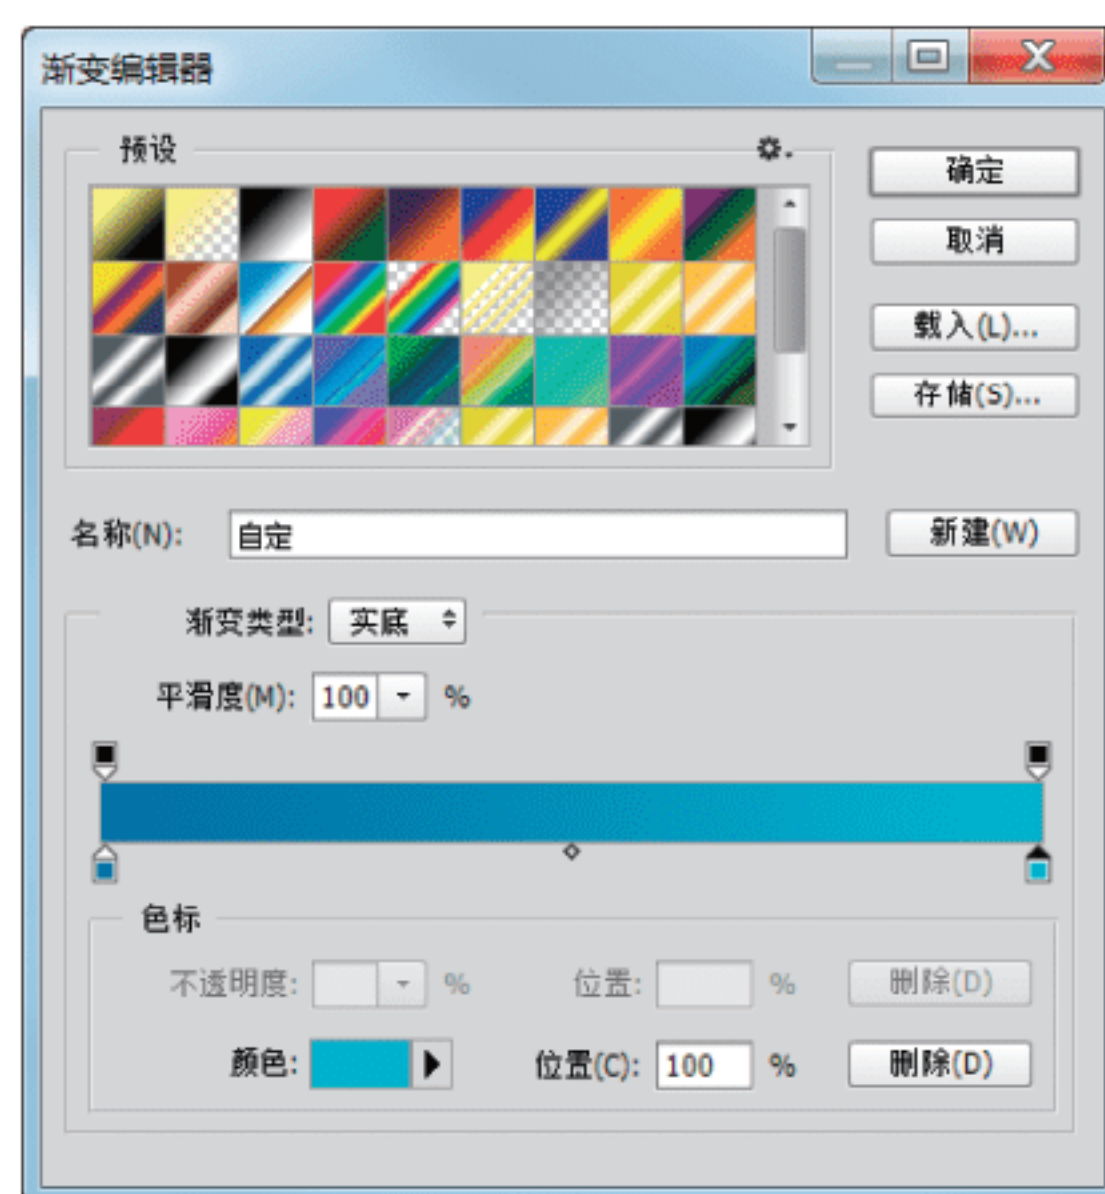 渐变编辑器
预设
确定
取消
载入(L)...
存储(S)...
名称(N): 自定 新建(W)
渐变类型: 实底
平滑度(M): 100 %
色标
不透明度: % 位置: % 删除(D)
颜色: 位置(C): 100 % 删除(D)